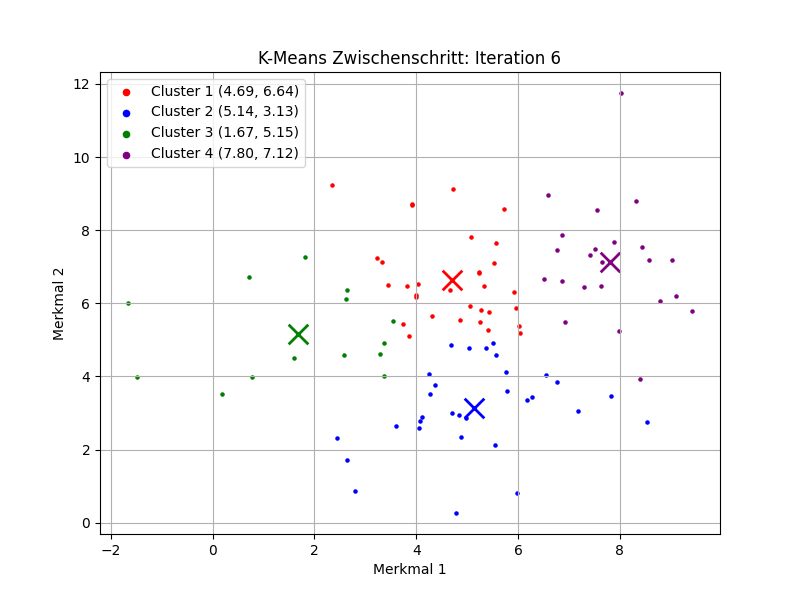 K-Means Zwischenschritt: Iteration 6
Cluster 1 (4.69, 6.64)
Cluster 2 (5.14, 3.13)
Cluster 3 (1.67, 5.15)
Cluster 4 (7.80, 7.12)
12
10
8
6
4
2
0
Merkmal 2
−2
0
2
4
6
8
Merkmal 1